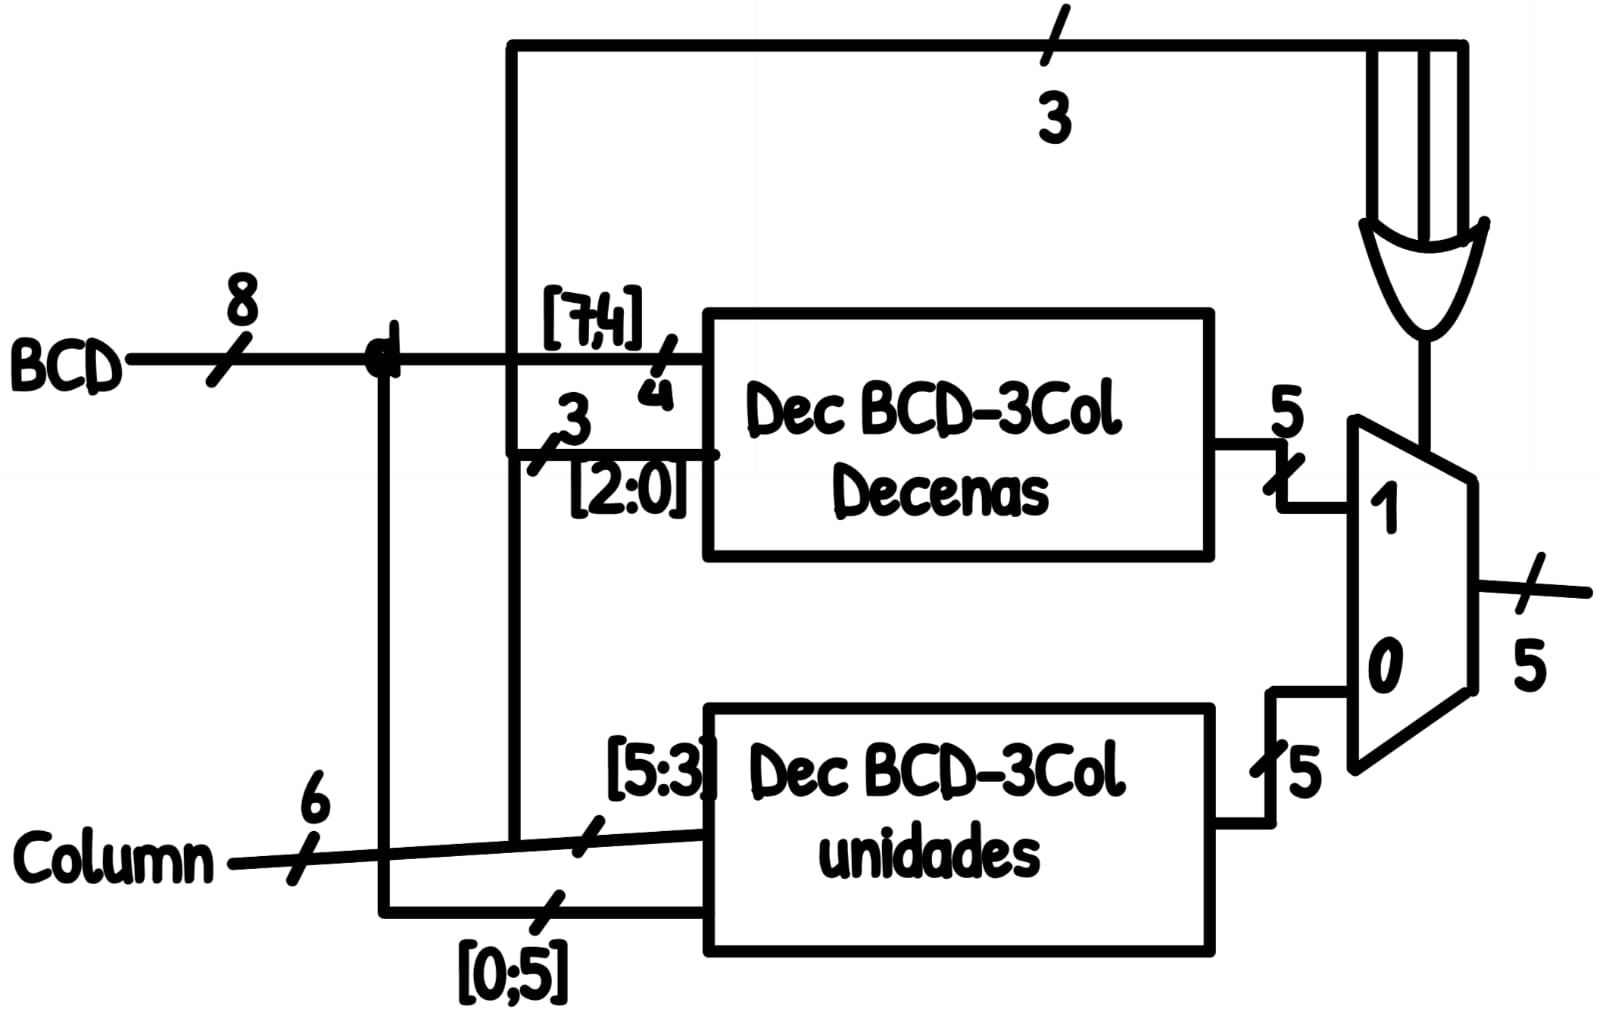 3
8
BCD
[7,4]
4
3
[2:0]
Dec BCD-3Col
Decenas
5
1
0
5
6
Column
[5:3]
Dec BCD-3Col
unidades
5
[0;5]